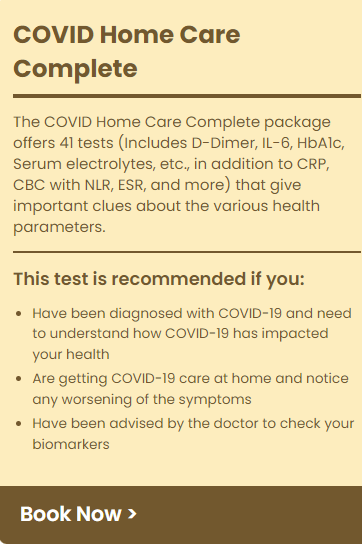 COVID Home Care
Complete
The COVID Home Care Complete package
offers 41 tests (Includes D-Dimer, IL-6, HbA1c,
Serum electrolytes, etc., in addition to CRP,
CBC with NLR, ESR, and more) that give
important clues about the various health
parameters.
This test is recommended if you:
• Have been diagnosed with COVID-19 and need
to understand how COVID-19 has impacted
your health
• Are getting COVID-19 care at home and notice
any worsening of the symptoms
• Have been advised by the doctor to check your
biomarkers
Book Now >